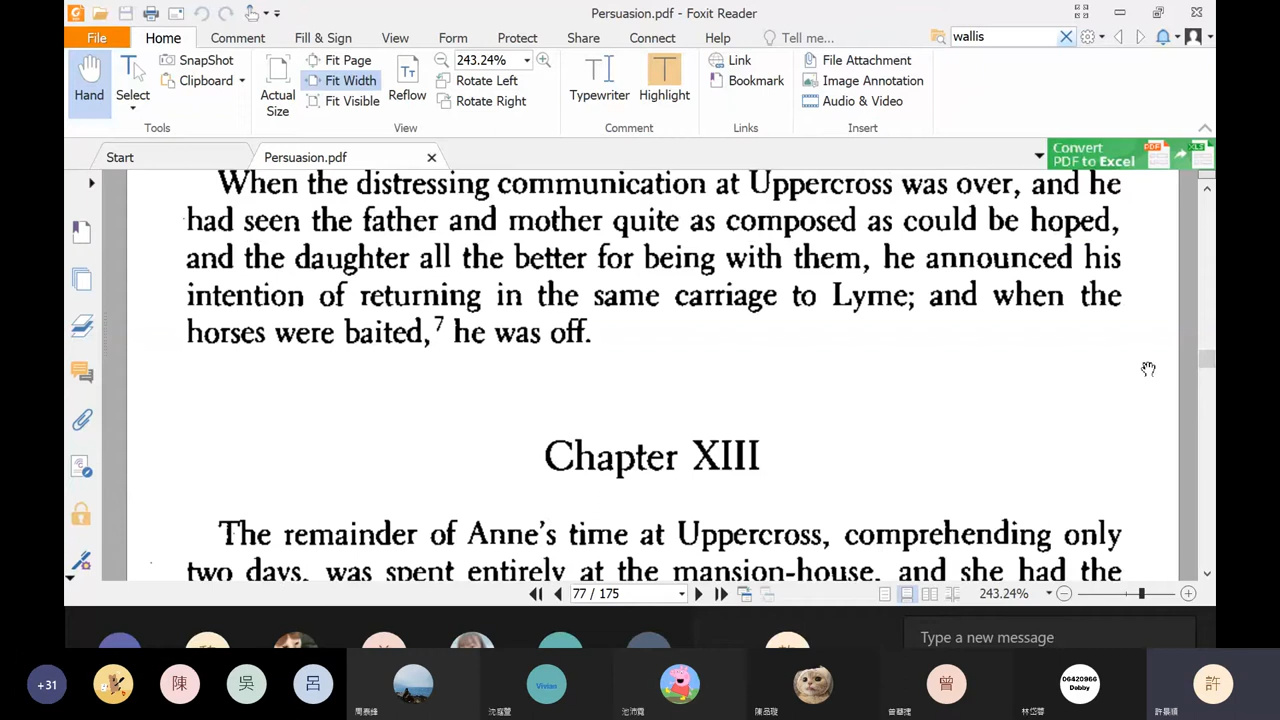 Persuasion.pdf - Foxit Reader
File Home Comment Fill & Sign View Form Protect Share Connect Help Tell me... wallis
Hand
Select
SnapShot
Clipboard
Actual Size
Fit Page
Fit Width
Fit Visible
Reflow
243.24%
Rotate Left
Rotate Right
Typewriter
Highlight
Link
Bookmark
File Attachment
Image Annotation
Audio & Video
Tools View Comment Links Insert
Start Persuasion.pdf
Convert
PDF to Excel
PDF XLS
When the distressing communication at Uppercross was over, and he
had seen the father and mother quite as composed as could be hoped,
and the daughter all the better for being with them, he announced his
intention of returning in the same carriage to Lyme; and when the
horses were baited,7 he was off.
Chapter XIII
The remainder of Anne's time at Uppercross, comprehending only
two days, was spent entirely at the mansion-house, and she had the
77 / 175 243.24%
Type a new message
+31 陳 吳 呂 Vivian 曾 06420966 Debby 許